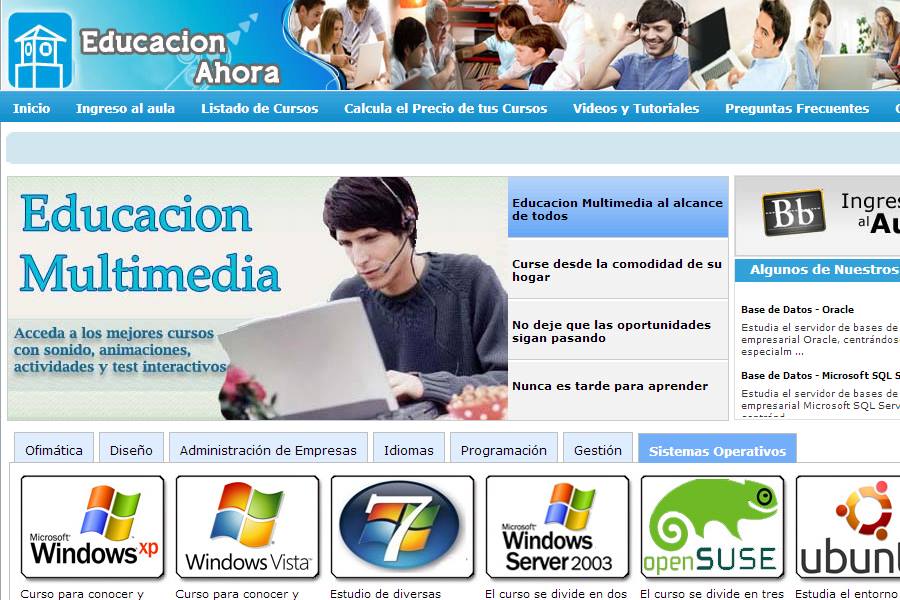 Educacion
Ahora
Inicio
Ingreso al aula
Listado de Cursos
Calcula el Precio de tus Cursos
Videos y Tutoriales
Preguntas Frecuentes
Educacion
Multimedia
Acceda a los mejores cursos
con sonido, animaciones,
actividades y test interactivos
Educacion Multimedia al alcance
de todos
Curse desde la comodidad de su
hogar
No deje que las oportunidades
sigan pasando
Nunca es tarde para aprender
Bb
al
Algunos de Nuestros
Base de Datos - Oracle
Estudia el servidor de bases de
empresarial Oracle,
especialm ...
Base de Datos - Microsoft SQL
Estudia el servidor de bases de
empresarial Microsoft SQL
Ofimática
Diseño
Administración de Empresas
Idiomas
Programación
Gestión
Sistemas Operativos
Microsoft
Windows xp
Windows Vista
7
Microsoft
Windows
Server 2003
openSUSE
Curso para conocer y
Curso para conocer y
Estudio de diversas
El curso se divide en dos
El curso se divide en tres
Estudia el entorno